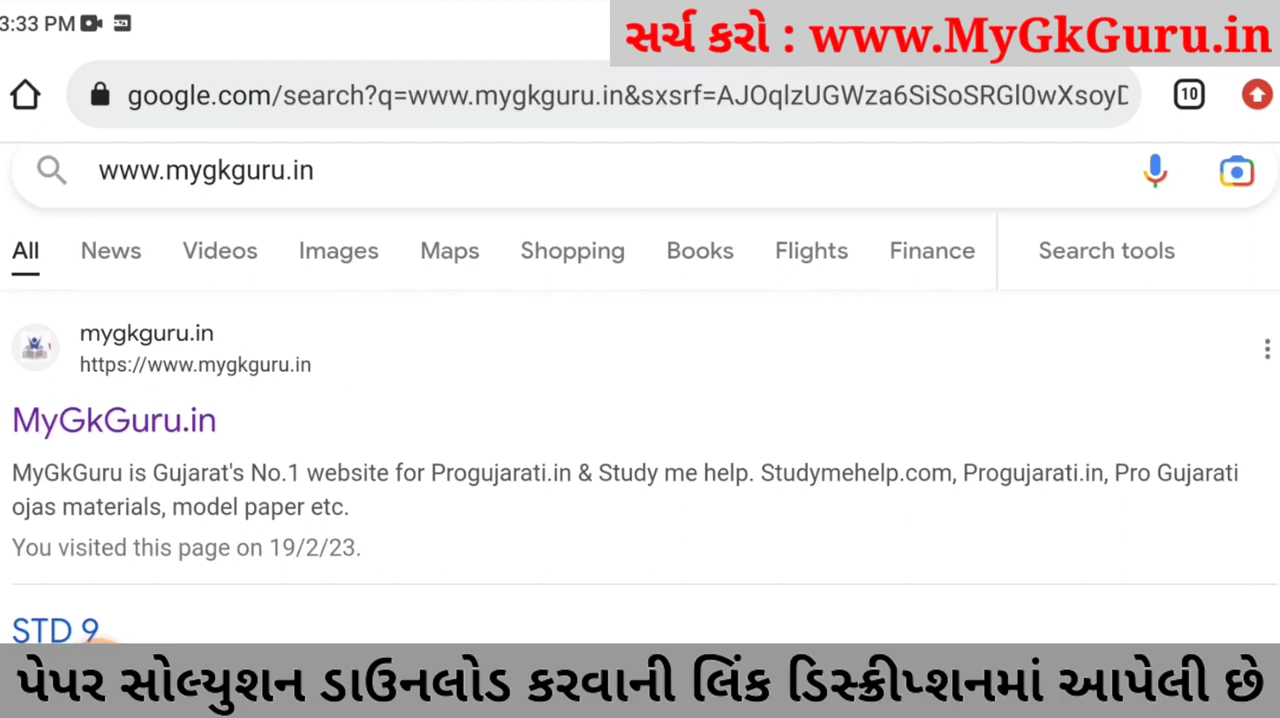 3:33 PM
સર્ચ કરો : www.MyGkGuru.in
google.com/search?q=www.mygkguru.in&sxsrf=AJOqlzUGWza6SiSoSRGl0wXsoyD
10
www.mygkguru.in
All News Videos Images Maps Shopping Books Flights Finance Search tools
mygkguru.in
https://www.mygkguru.in
MyGkGuru.in
MyGkGuru is Gujarat's No.1 website for Progujarati.in & Study me help. Studymehelp.com, Progujarati.in, Pro Gujarati
ojas materials, model paper etc.
You visited this page on 19/2/23.
STD 9
પેપર સોલ્યુશન ડાઉનલોડ કરવાની લિંક ડિસ્ક્રીપ્શનમાં આપેલી છે